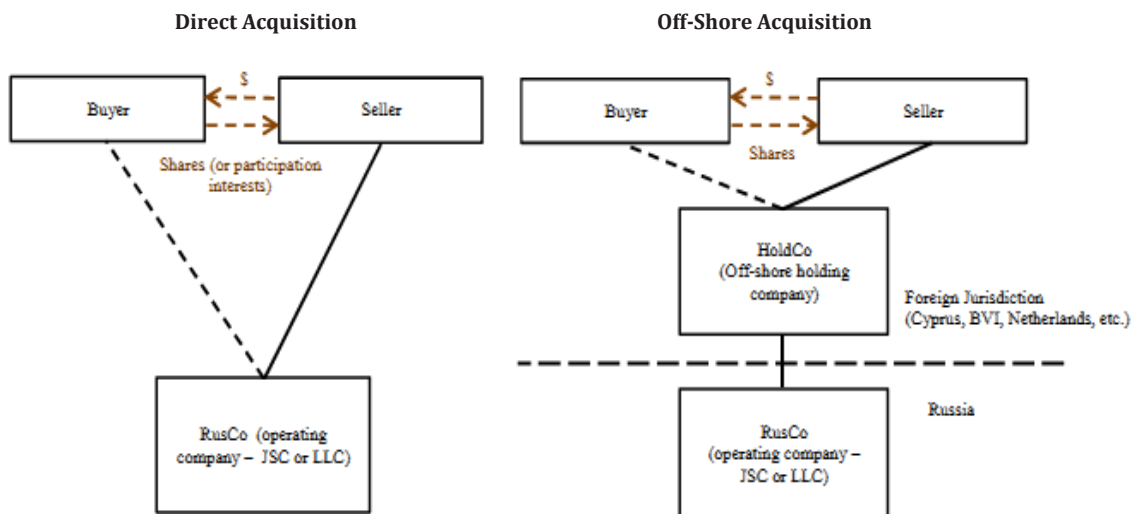 Direct Acquisition
$
Buyer
Seller
Shares (or participation
interests)
RusCo (operating
company – JSC or LLC)
Off-Shore Acquisition
$
Buyer
Seller
Shares
HoldCo
(Off-shore holding
company)
Foreign Jurisdiction
(Cyprus, BVI, Netherlands, etc.)
Russia
RusCo
(operating company –
JSC or LLC)